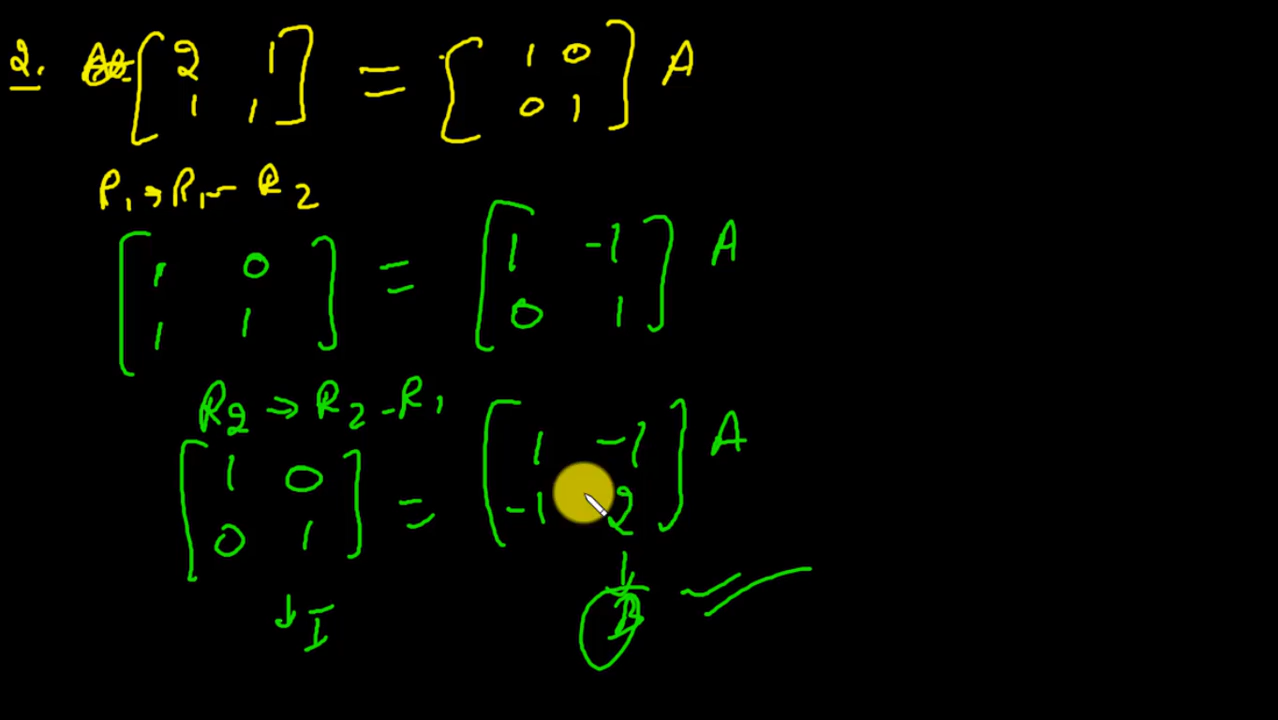 2. [ 2 1 ] = [ 1 0 ] A
[ 1 1 ] [ 0 1 ]
R₁ → R₁ - R₂
[ 1 0 ] = [ 1 -1 ] A
[ 1 1 ] [ 0 1 ]
R₂ → R₂ - R₁
[ 1 0 ] = [ 1 -1 ] A
[ 0 1 ] [ -1 2 ]
↓ I
B